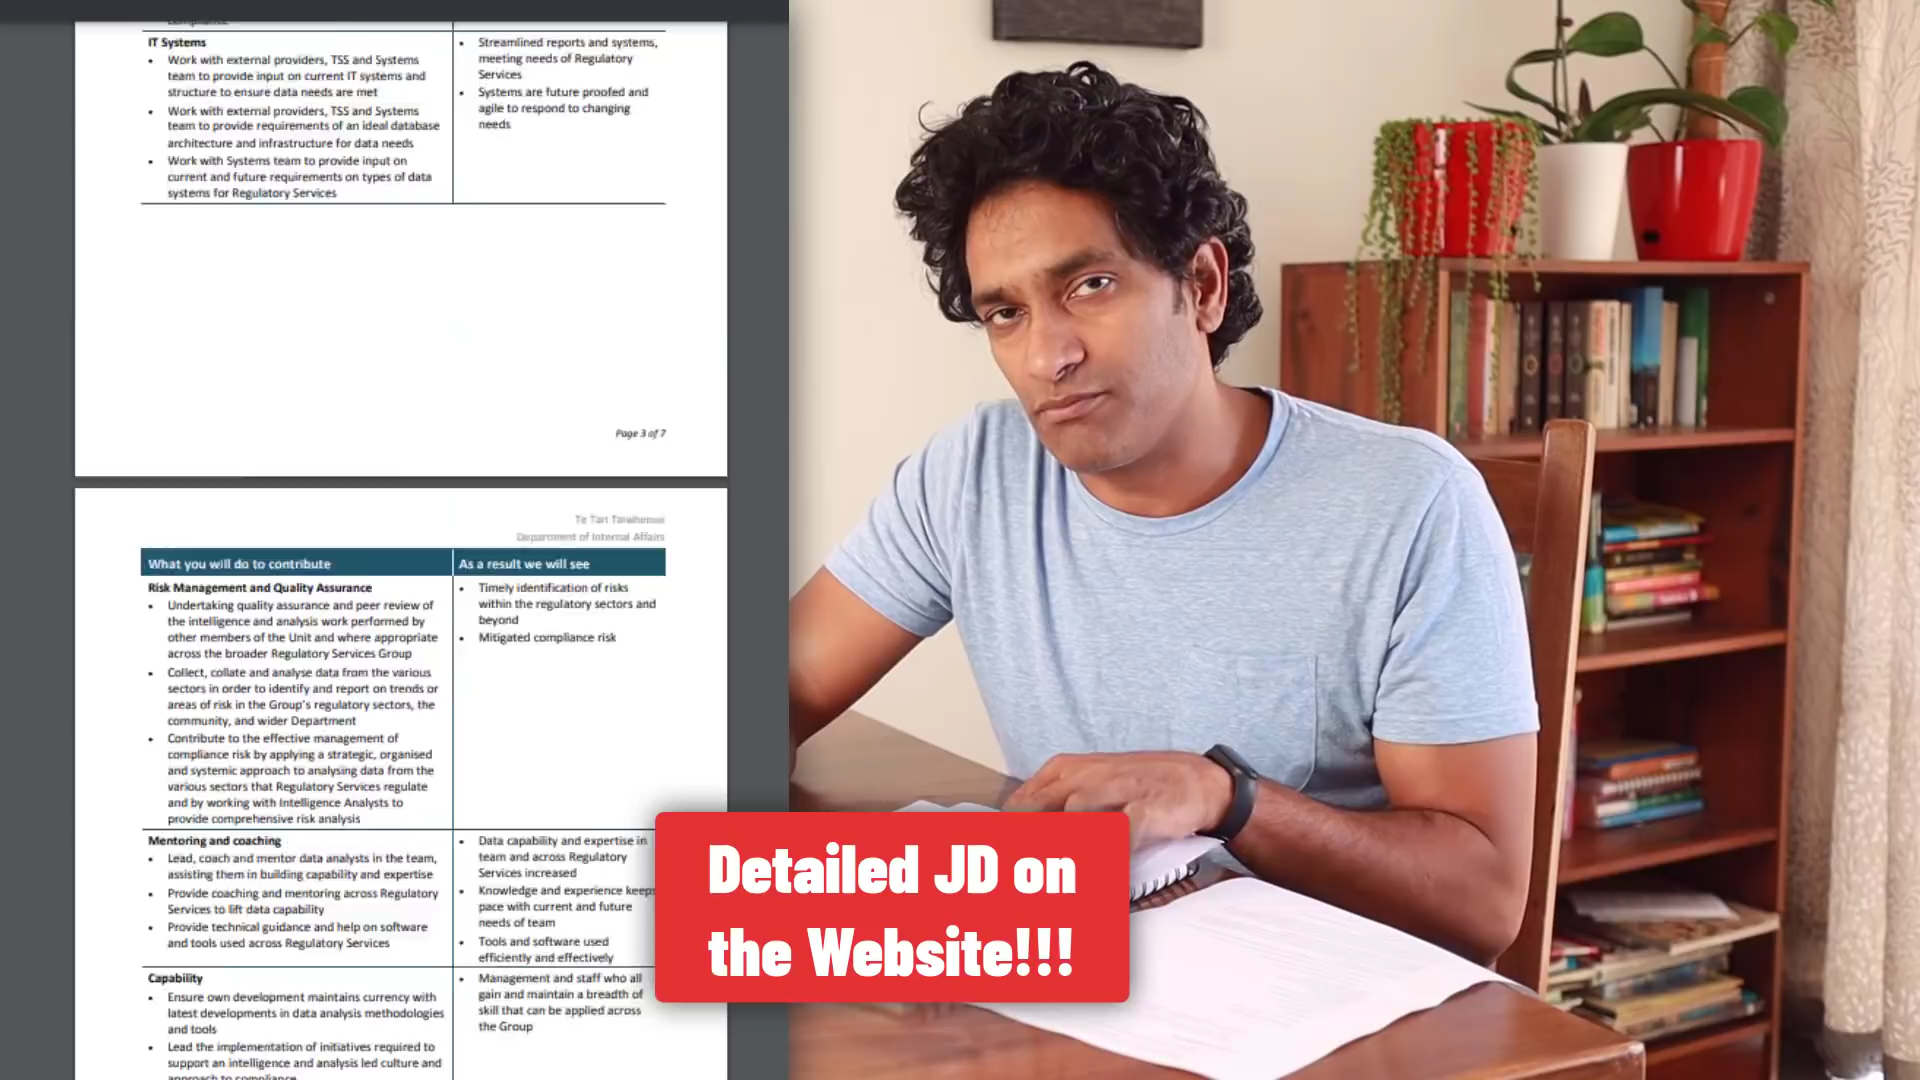 IT Systems
• Work with external providers, TSS and Systems
team to provide input on current IT systems and
structure to ensure data needs are met
• Work with external providers, TSS and Systems
team to provide requirements of an ideal database
architecture and infrastructure for data needs
• Work with Systems team to provide input on
current and future requirements on types of data
systems for Regulatory Services
• Streamlined reports and systems,
meeting needs of Regulatory
Services
• Systems are future proofed and
agile to respond to changing
needs
Page 3 of 7
Te Tari Taiwhenua
Department of Internal Affairs
What you will do to contribute
As a result we will see
Risk Management and Quality Assurance
• Undertaking quality assurance and peer review of
the intelligence and analysis work performed by
other members of the Unit and where appropriate
across the broader Regulatory Services Group
• Collect, collate and analyse data from the various
sectors in order to identify and report on trends or
areas of risk in the Group's regulatory sectors, the
community, and wider Department
• Contribute to the effective management of
compliance risk by applying a strategic, organised
and systemic approach to analysing data from the
various sectors that Regulatory Services regulate
and by working with Intelligence Analysts to
provide comprehensive risk analysis
• Timely identification of risks
within the regulatory sectors and
beyond
• Mitigated compliance risk
Mentoring and coaching
• Lead, coach and mentor data analysts in the team,
assisting them in building capability and expertise
• Provide coaching and mentoring across Regulatory
Services to lift data capability
• Provide technical guidance and help on software
and tools used across Regulatory Services
• Data capability and expertise in
team and across Regulatory
Services increased
• Knowledge and experience keeps
pace with current and future
needs of team
• Tools and software used
efficiently and effectively
Capability
• Ensure own development maintains currency with
latest developments in data analysis methodologies
and tools
• Lead the implementation of initiatives required to
support an intelligence and analysis led culture and
approach to compliance
• Management and staff who all
gain and maintain a breadth of
skill that can be applied across
the Group
Detailed JD on
the Website!!!